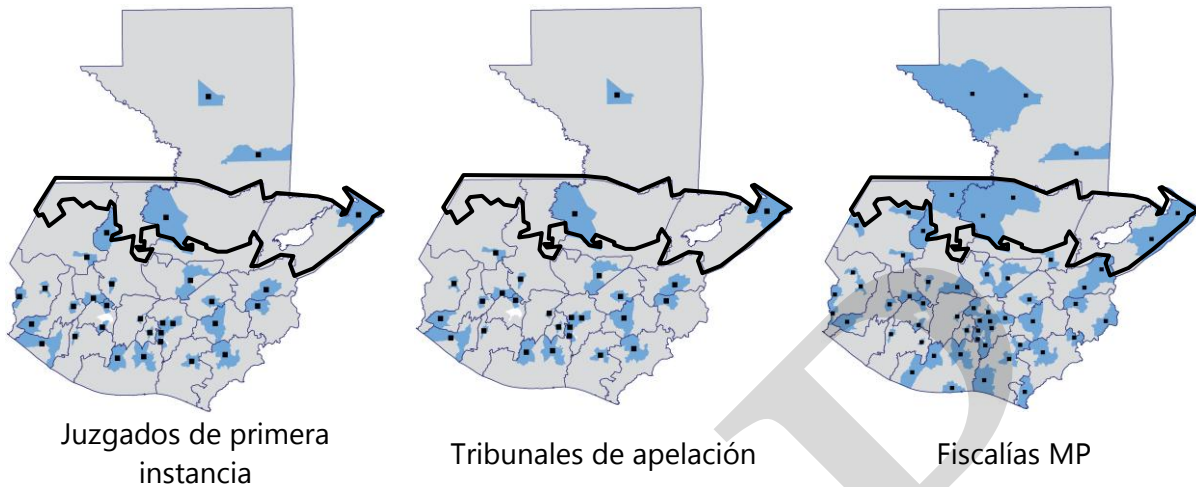 Juzgados de primera
instancia
Tribunales de apelación
Fiscalías MP